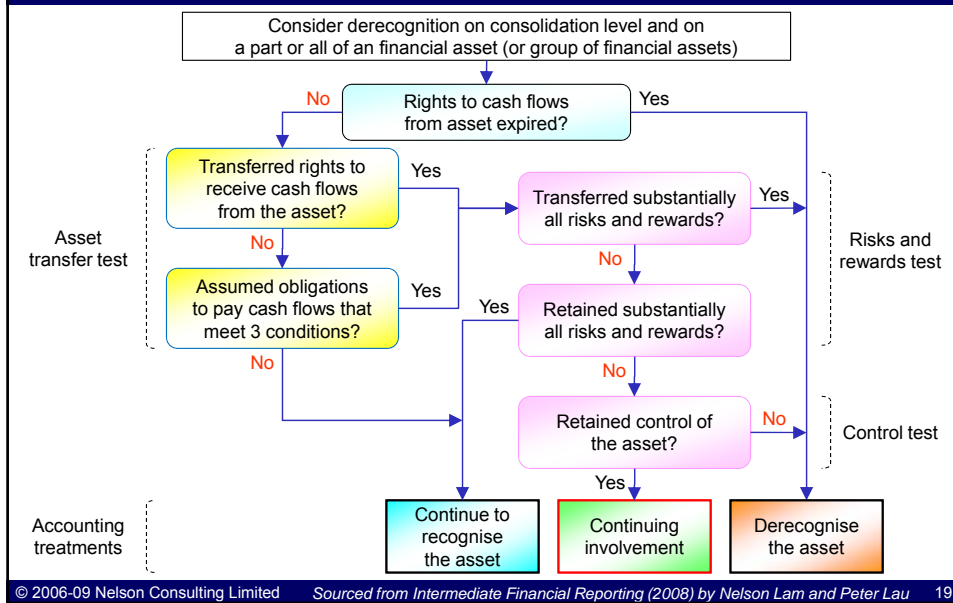 Consider derecognition on consolidation level and on
a part or all of an financial asset (or group of financial assets)
No
Rights to cash flows
from asset expired?
Yes
Asset
transfer test
Transferred rights to
receive cash flows
from the asset?
Yes
Transferred substantially
all risks and rewards?
Yes
Risks and
rewards test
No
No
Assumed obligations
to pay cash flows that
meet 3 conditions?
Yes
Yes
Retained substantially
all risks and rewards?
No
No
Retained control of
the asset?
No
Control test
Yes
Accounting
treatments
Continue to
recognise
the asset
Continuing
involvement
Derecognise
the asset
© 2006-09 Nelson Consulting Limited Sourced from Intermediate Financial Reporting (2008) by Nelson Lam and Peter Lau 19